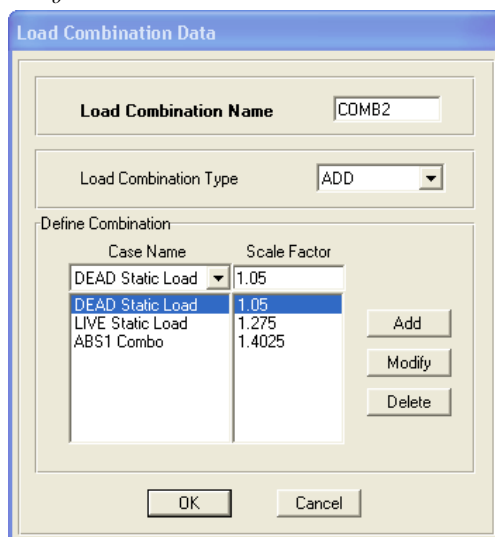 Load Combination Data
Load Combination Name COMB2
Load Combination Type ADD
Define Combination
Case Name Scale Factor
DEAD Static Load 1.05
DEAD Static Load 1.05
LIVE Static Load 1.275
ABS1 Combo 1.4025
Add
Modify
Delete
OK Cancel